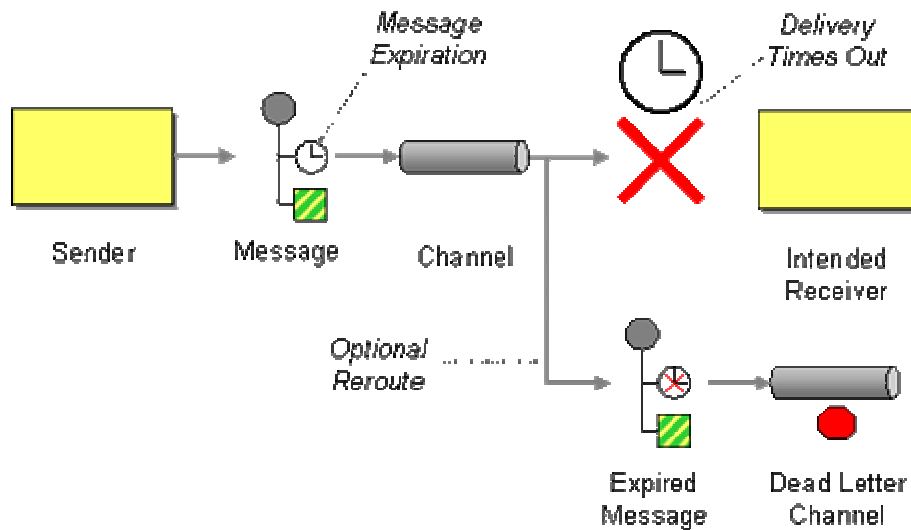 Message
Expiration
Delivery
Times Out
Sender
Message
Channel
Intended
Receiver
Optional
Reroute
Expired
Message
Dead Letter
Channel